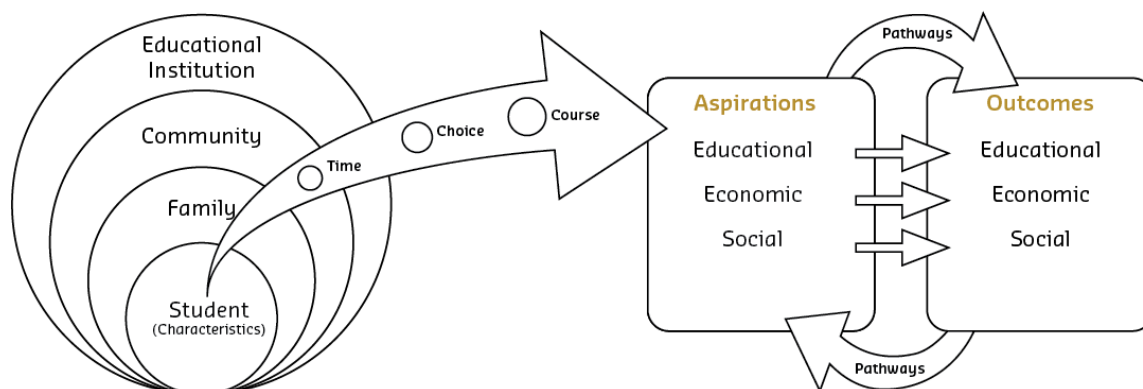 Educational
Institution
Community
Family
Student
(Characteristics)
Time
Choice
Course
Pathways
Aspirations
Educational
Economic
Social
Outcomes
Educational
Economic
Social
Pathways